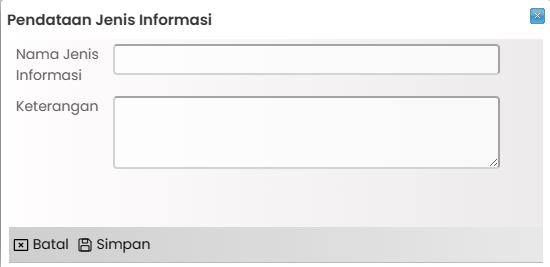 Pendataan Jenis Informasi
Nama Jenis
Informasi
Keterangan
Batal Simpan